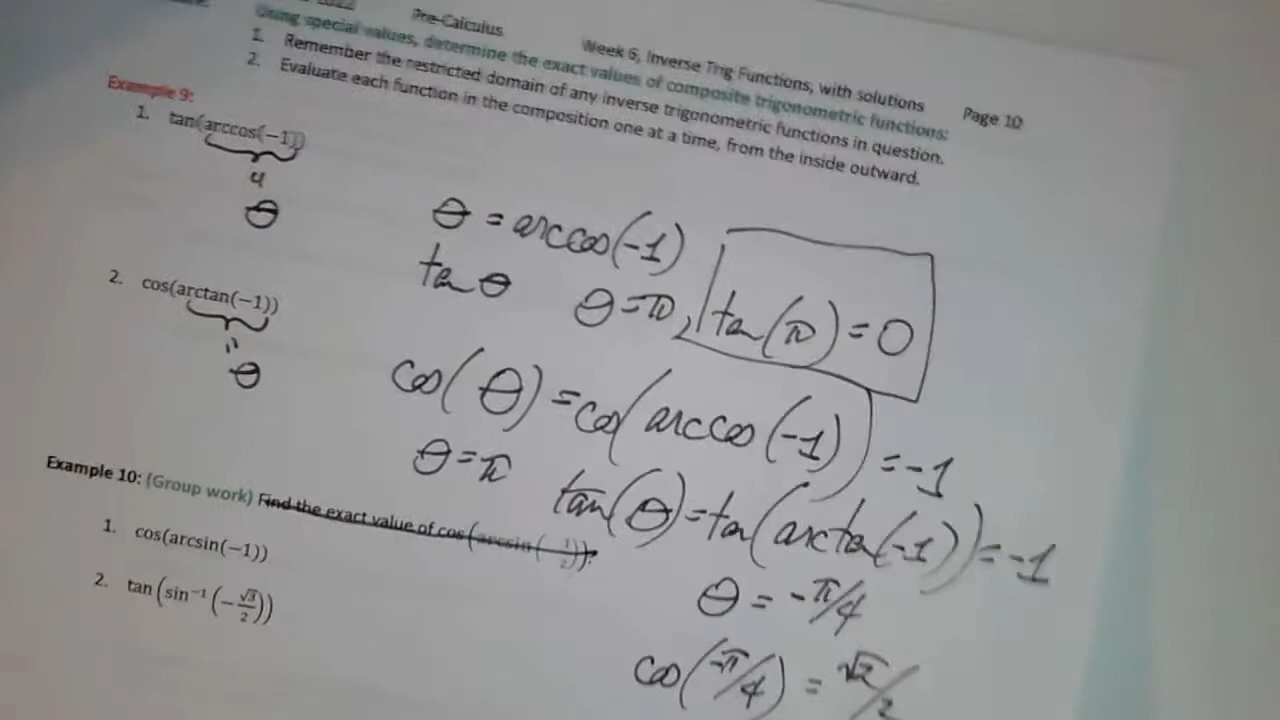 2022 Pre-Calculus Week 6, Inverse Trig Functions, with solutions Page 10
Using special values, determine the exact values of composite trigonometric functions:
1. Remember the restricted domain of any inverse trigonometric functions in question.
2. Evaluate each function in the composition one at a time, from the inside outward.
Example 9:
1. tan(arccos(−1))
θ
θ = arccos(-1)
tan θ θ = π, tan(π) = 0
2. cos(arctan(−1))
"
θ
cos(θ) = cos(arccos(-1)) = -1
θ = π tan(θ) = tan(arctan(-1)) = -1
θ = -π/4
cos(-π/4) = √2/2
Example 10: (Group work) Find the exact value of cos(arcsin(−1/2)).
1. cos(arcsin(−1))
2. tan(sin⁻¹(−√3/2))